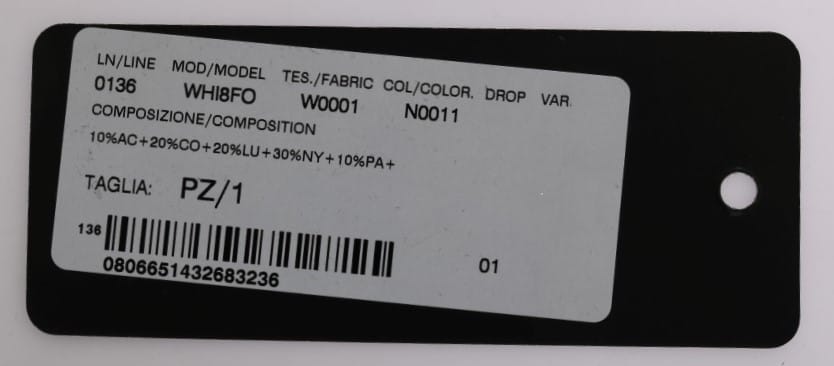 LN/LINE MOD/MODEL TES./FABRIC COL/COLOR. DROP VAR.
0136 WHI8FO W0001 N0011
COMPOSIZIONE/COMPOSITION
10%AC+20%CO+20%LU+30%NY+10%PA+
TAGLIA: PZ/1
136
0806651432683236
01